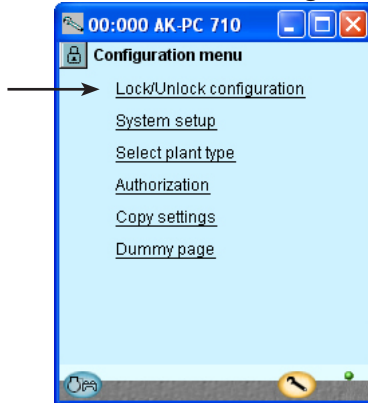 00:000 AK-PC 710
Configuration menu
Lock/Unlock configuration
System setup
Select plant type
Authorization
Copy settings
Dummy page